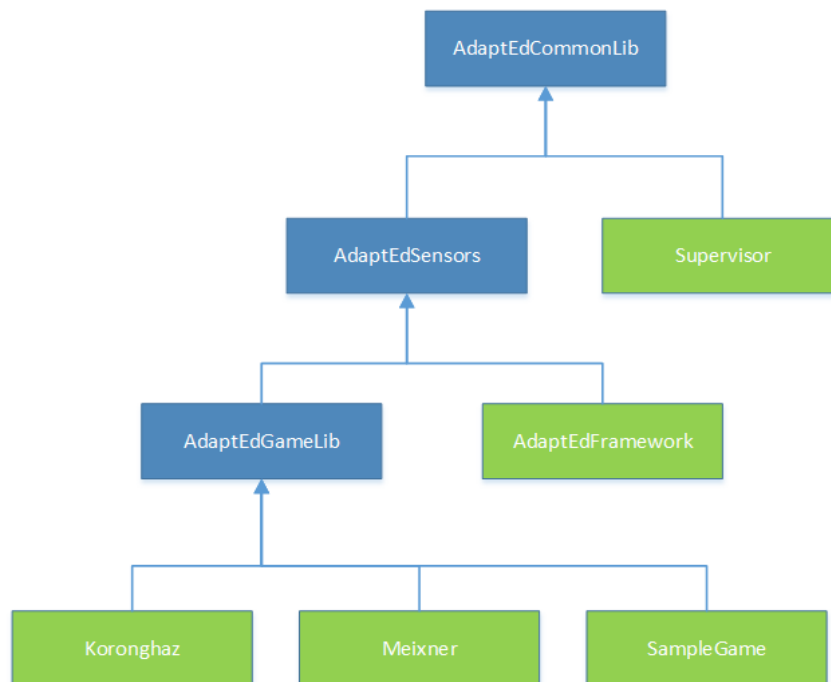 AdaptEdCommonLib
AdaptEdSensors
Supervisor
AdaptEdGameLib
AdaptEdFramework
Koronghaz
Meixner
SampleGame